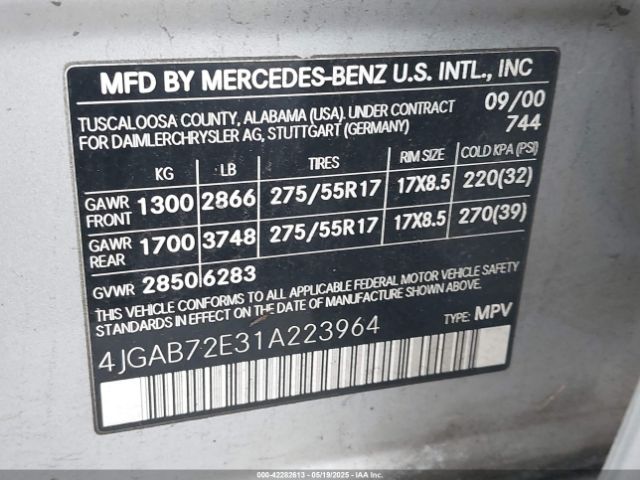 MFD BY MERCEDES-BENZ U.S. INTL., INC
TUSCALOOSA COUNTY, ALABAMA (USA). UNDER CONTRACT 09/00
FOR DAIMLERCHRYSLER AG, STUTTGART (GERMANY) 744
KG LB TIRES RIM SIZE COLD KPA (PSI)
GAWR FRONT 1300 2866 275/55R17 17X8.5 220(32)
GAWR REAR 1700 3748 275/55R17 17X8.5 270(39)
GVWR 2850 6283
THIS VEHICLE CONFORMS TO ALL APPLICABLE FEDERAL MOTOR VEHICLE SAFETY
STANDARDS IN EFFECT ON THE DATE OF MANUFACTURE SHOWN ABOVE.
4JGAB72E31A223964 TYPE: MPV
000-42282613 - 05/19/2025 - IAAI.COM